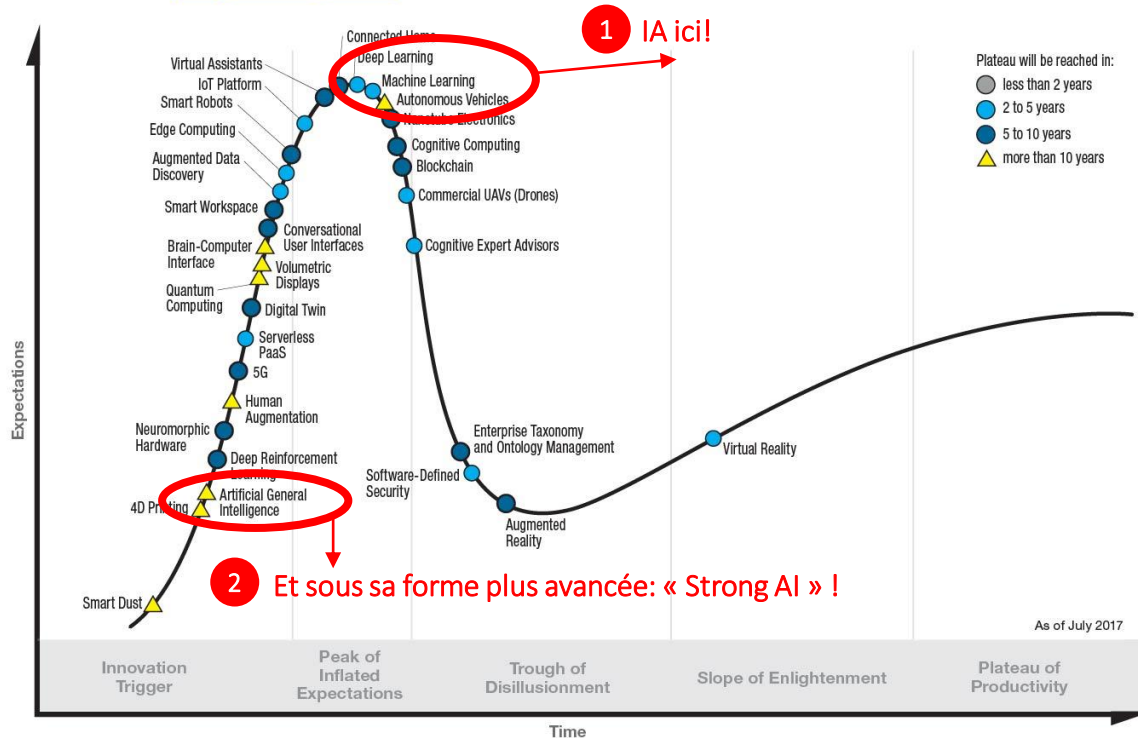 1 IA ici!
Connected Home
Deep Learning
Virtual Assistants
Machine Learning
IoT Platform
Autonomous Vehicles
Smart Robots
Nanotube Electronics
Edge Computing
Cognitive Computing
Augmented Data
Discovery
Blockchain
Commercial UAVs (Drones)
Smart Workspace
Conversational
User Interfaces
Cognitive Expert Advisors
Brain-Computer
Interface
Volumetric
Displays
Quantum
Computing
Digital Twin
Serverless
PaaS
5G
Human
Augmentation
Neuromorphic
Hardware
Deep Reinforcement
Learning
Artificial General
Intelligence
4D Printing
Smart Dust
Enterprise Taxonomy
and Ontology Management
Software-Defined
Security
Augmented
Reality
Virtual Reality
Plateau will be reached in:
less than 2 years
2 to 5 years
5 to 10 years
more than 10 years
2 Et sous sa forme plus avancée: « Strong AI » !
As of July 2017
Expectations
Innovation
Trigger
Peak of
Inflated
Expectations
Trough of
Disillusionment
Slope of Enlightenment
Plateau of
Productivity
Time